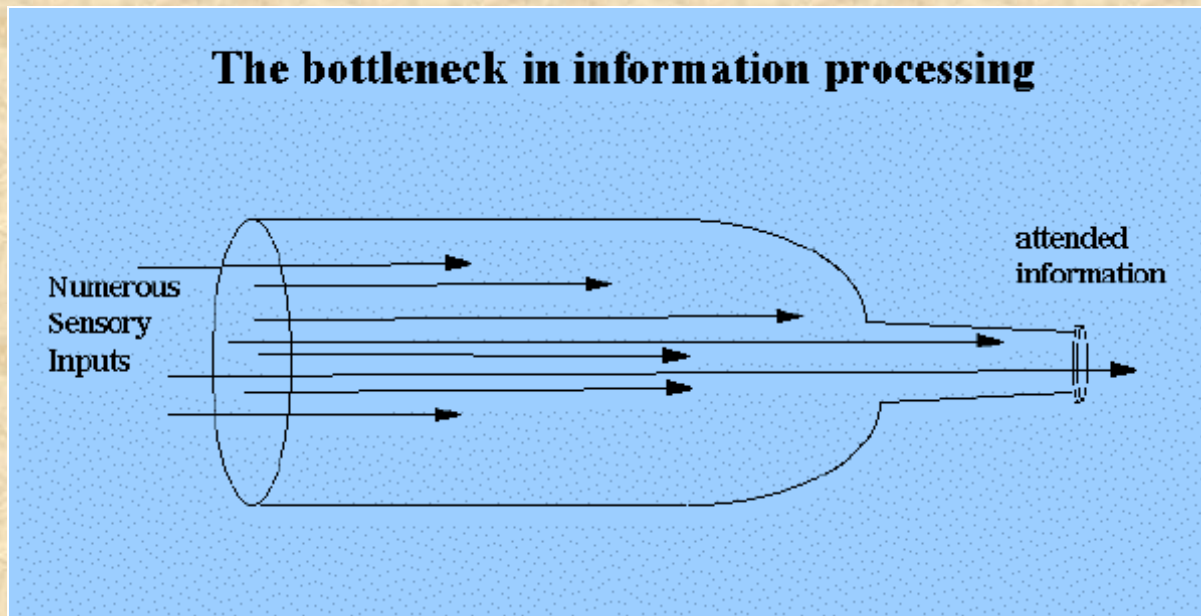 The bottleneck in information processing
Numerous
Sensory
Inputs
attended
information